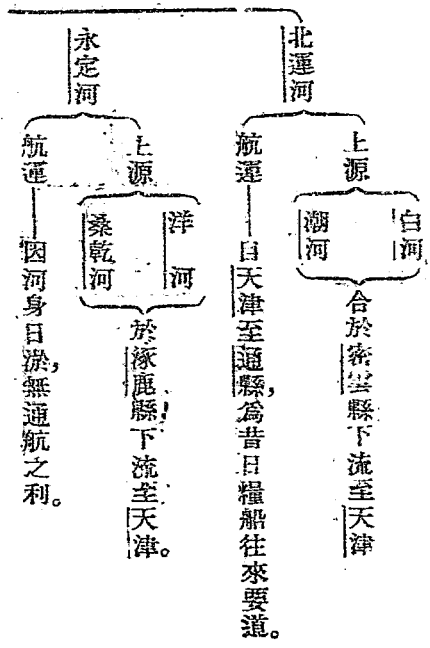 北運河
上源
白河
潮河
合於密雲縣下流至天津
航運
自天津至通縣，爲昔日糧船往來要道。
永定河
上源
洋河
桑乾河
於涿鹿縣下流至天津。
航運
因河身日淤，無通航之利。